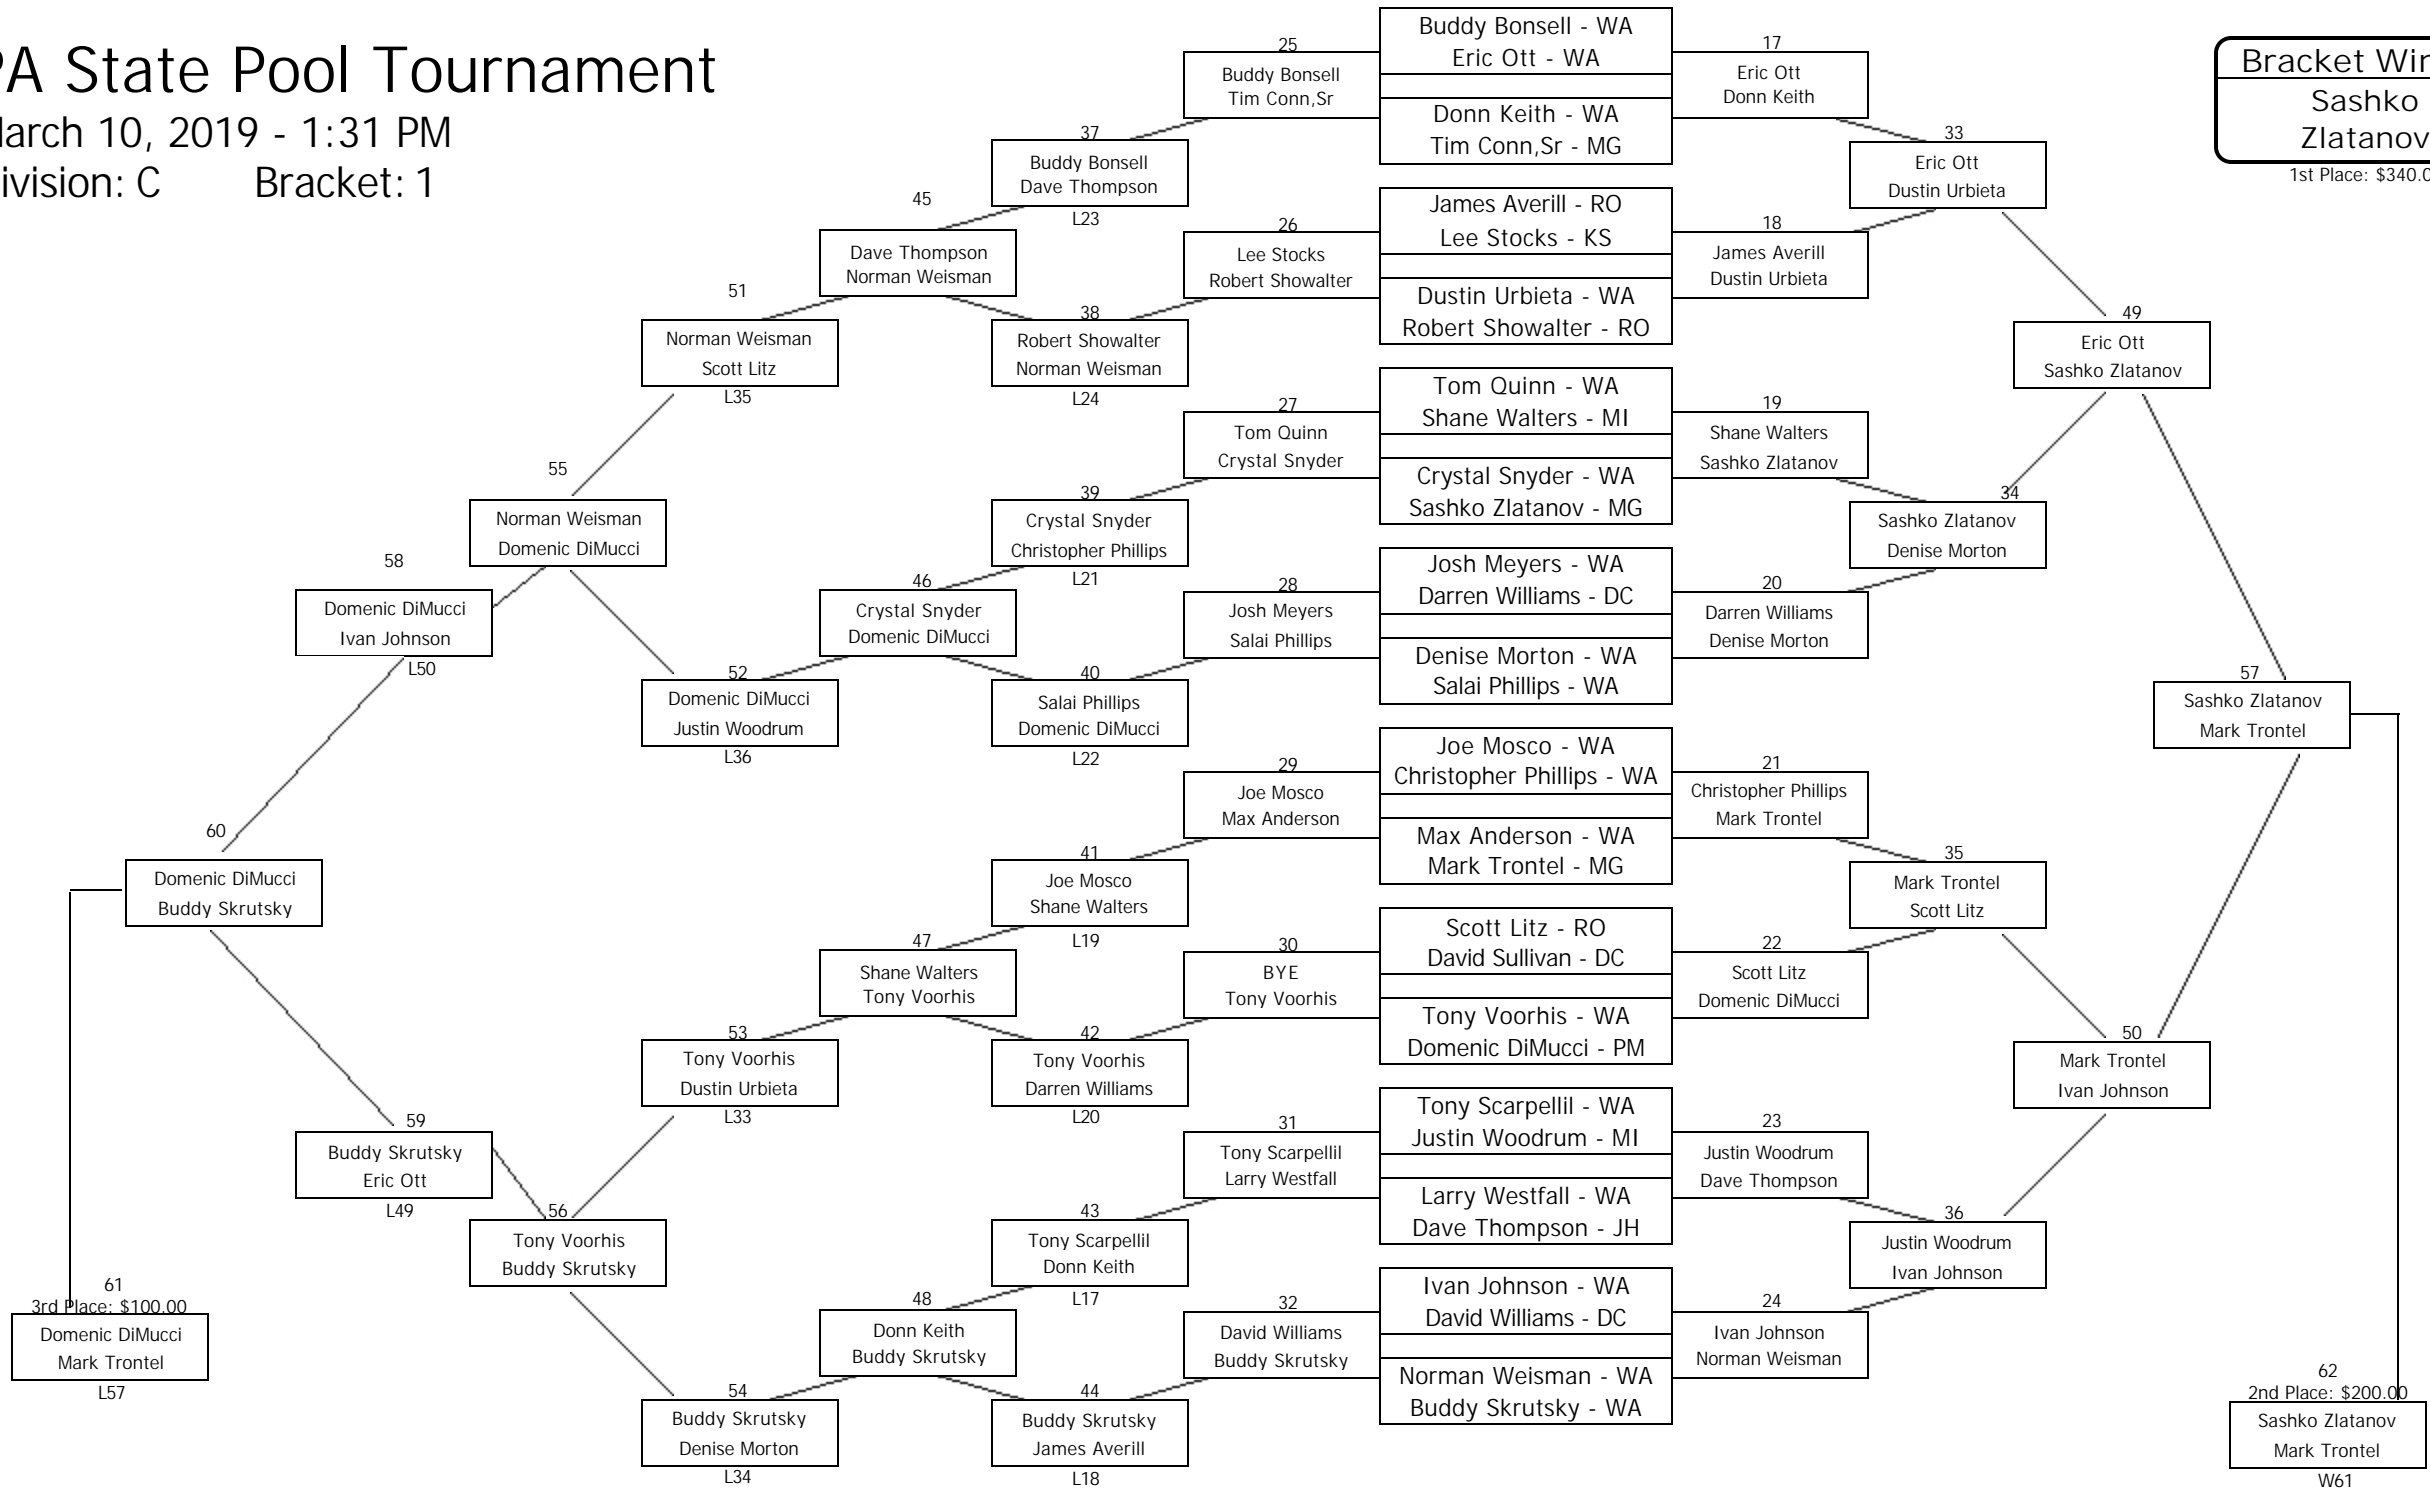 PA State Pool Tournament
March 10, 2019 - 1:31 PM
Division: C Bracket: 1
Bracket Win
Sashko
Zlatanov
1st Place: $340.0
Buddy Bonsell - WA
Eric Ott - WA
Donn Keith - WA
Tim Conn,Sr - MG
James Averill - RO
Lee Stocks - KS
Dustin Urbieta - WA
Robert Showalter - RO
Tom Quinn - WA
Shane Walters - MI
Crystal Snyder - WA
Sashko Zlatanov - MG
Josh Meyers - WA
Darren Williams - DC
Denise Morton - WA
Salai Phillips - WA
Joe Mosco - WA
Christopher Phillips - WA
Max Anderson - WA
Mark Trontel - MG
Scott Litz - RO
David Sullivan - DC
Tony Voorhis - WA
Domenic DiMucci - PM
Tony Scarpellil - WA
Justin Woodrum - MI
Larry Westfall - WA
Dave Thompson - JH
Ivan Johnson - WA
David Williams - DC
Norman Weisman - WA
Buddy Skrutsky - WA
17
Eric Ott
Donn Keith
18
James Averill
Dustin Urbieta
19
Shane Walters
Sashko Zlatanov
20
Darren Williams
Denise Morton
21
Christopher Phillips
Mark Trontel
22
Scott Litz
Domenic DiMucci
23
Justin Woodrum
Dave Thompson
24
Ivan Johnson
Norman Weisman
33
Eric Ott
Dustin Urbieta
34
Sashko Zlatanov
Denise Morton
35
Mark Trontel
Scott Litz
36
Justin Woodrum
Ivan Johnson
49
Eric Ott
Sashko Zlatanov
50
Mark Trontel
Ivan Johnson
57
Sashko Zlatanov
Mark Trontel
62
2nd Place: $200.00
Sashko Zlatanov
Mark Trontel
W61
25
Buddy Bonsell
Tim Conn,Sr
26
Lee Stocks
Robert Showalter
27
Tom Quinn
Crystal Snyder
28
Josh Meyers
Salai Phillips
29
Joe Mosco
Max Anderson
30
BYE
Tony Voorhis
31
Tony Scarpellil
Larry Westfall
32
David Williams
Buddy Skrutsky
37
Buddy Bonsell
Dave Thompson
L23
38
Robert Showalter
Norman Weisman
L24
39
Crystal Snyder
Christopher Phillips
L21
40
Salai Phillips
Domenic DiMucci
L22
41
Joe Mosco
Shane Walters
L19
42
Tony Voorhis
Darren Williams
L20
43
Tony Scarpellil
Donn Keith
L17
44
Buddy Skrutsky
James Averill
L18
45
Dave Thompson
Norman Weisman
46
Crystal Snyder
Domenic DiMucci
47
Shane Walters
Tony Voorhis
48
Donn Keith
Buddy Skrutsky
51
Norman Weisman
Scott Litz
L35
52
Domenic DiMucci
Justin Woodrum
L36
53
Tony Voorhis
Dustin Urbieta
L33
54
Buddy Skrutsky
Denise Morton
L34
55
Norman Weisman
Domenic DiMucci
56
Tony Voorhis
Buddy Skrutsky
58
Domenic DiMucci
Ivan Johnson
L50
59
Buddy Skrutsky
Eric Ott
L49
60
Domenic DiMucci
Buddy Skrutsky
61
3rd Place: $100.00
Domenic DiMucci
Mark Trontel
L57